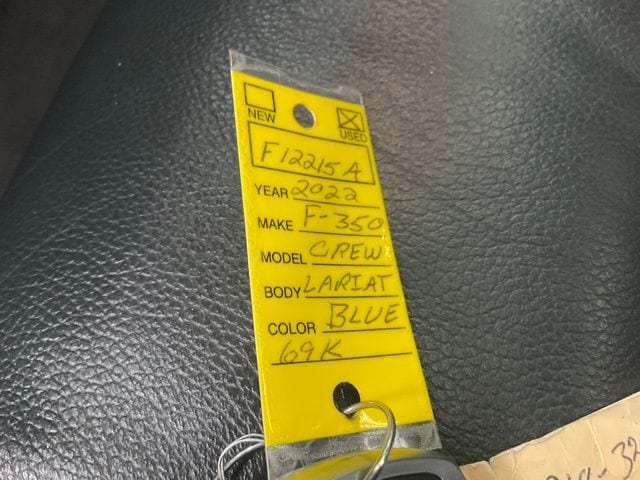 NEW USED
F12215A
YEAR 2022
MAKE F-350
MODEL CREW
BODY LARIAT
COLOR BLUE
69K